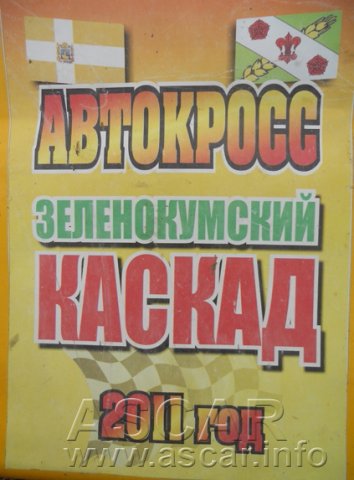 АВТОКРОСС
ЗЕЛЕНОКУМСКИЙ
КАСКАД
2011 год
ASCAR
www.ascar.info